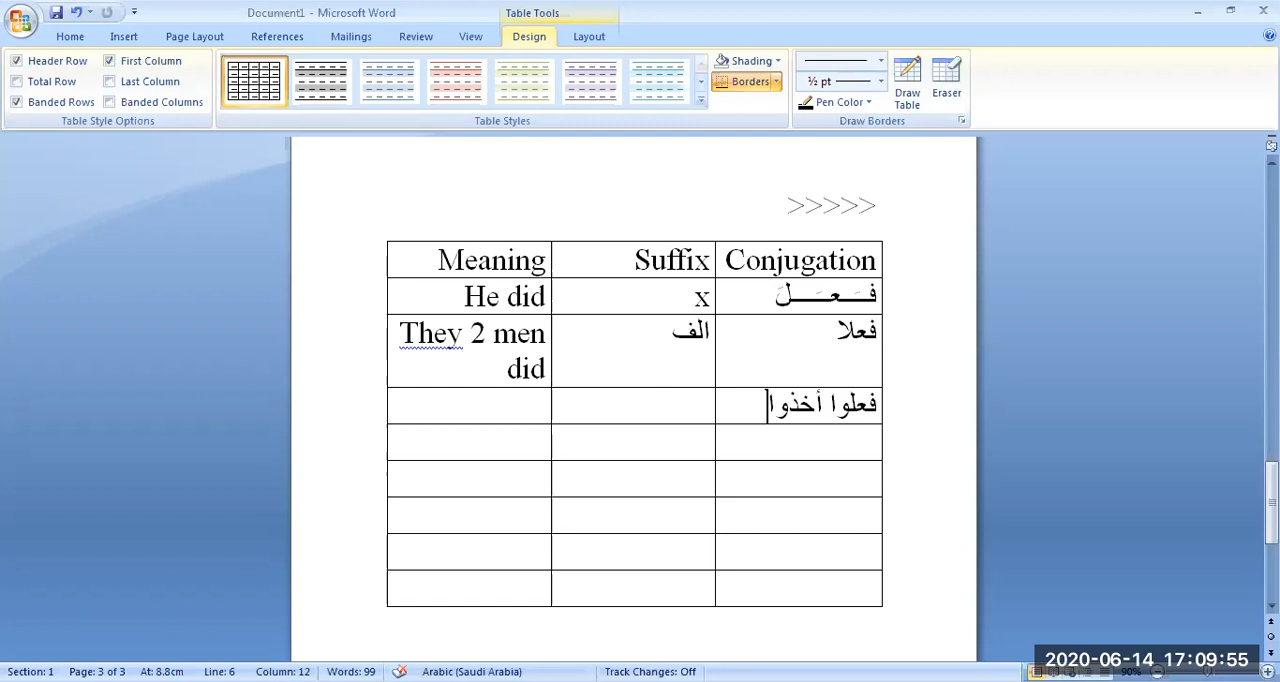 Document1 - Microsoft Word
Table Tools
Home Insert Page Layout References Mailings Review View Design Layout
Header Row First Column
Total Row Last Column
Banded Rows Banded Columns
Table Style Options
Table Styles
Shading
Borders
½ pt
Pen Color
Draw Table
Eraser
Draw Borders
>>>>>
Meaning Suffix Conjugation
He did x فَــعَــلَ
They 2 men did الف فعلا
فعلوا أخذوا
Section: 1 Page: 3 of 3 At: 8.8cm Line: 6 Column: 12 Words: 99 Arabic (Saudi Arabia) Track Changes: Off 90%
2020-06-14 17:09:55